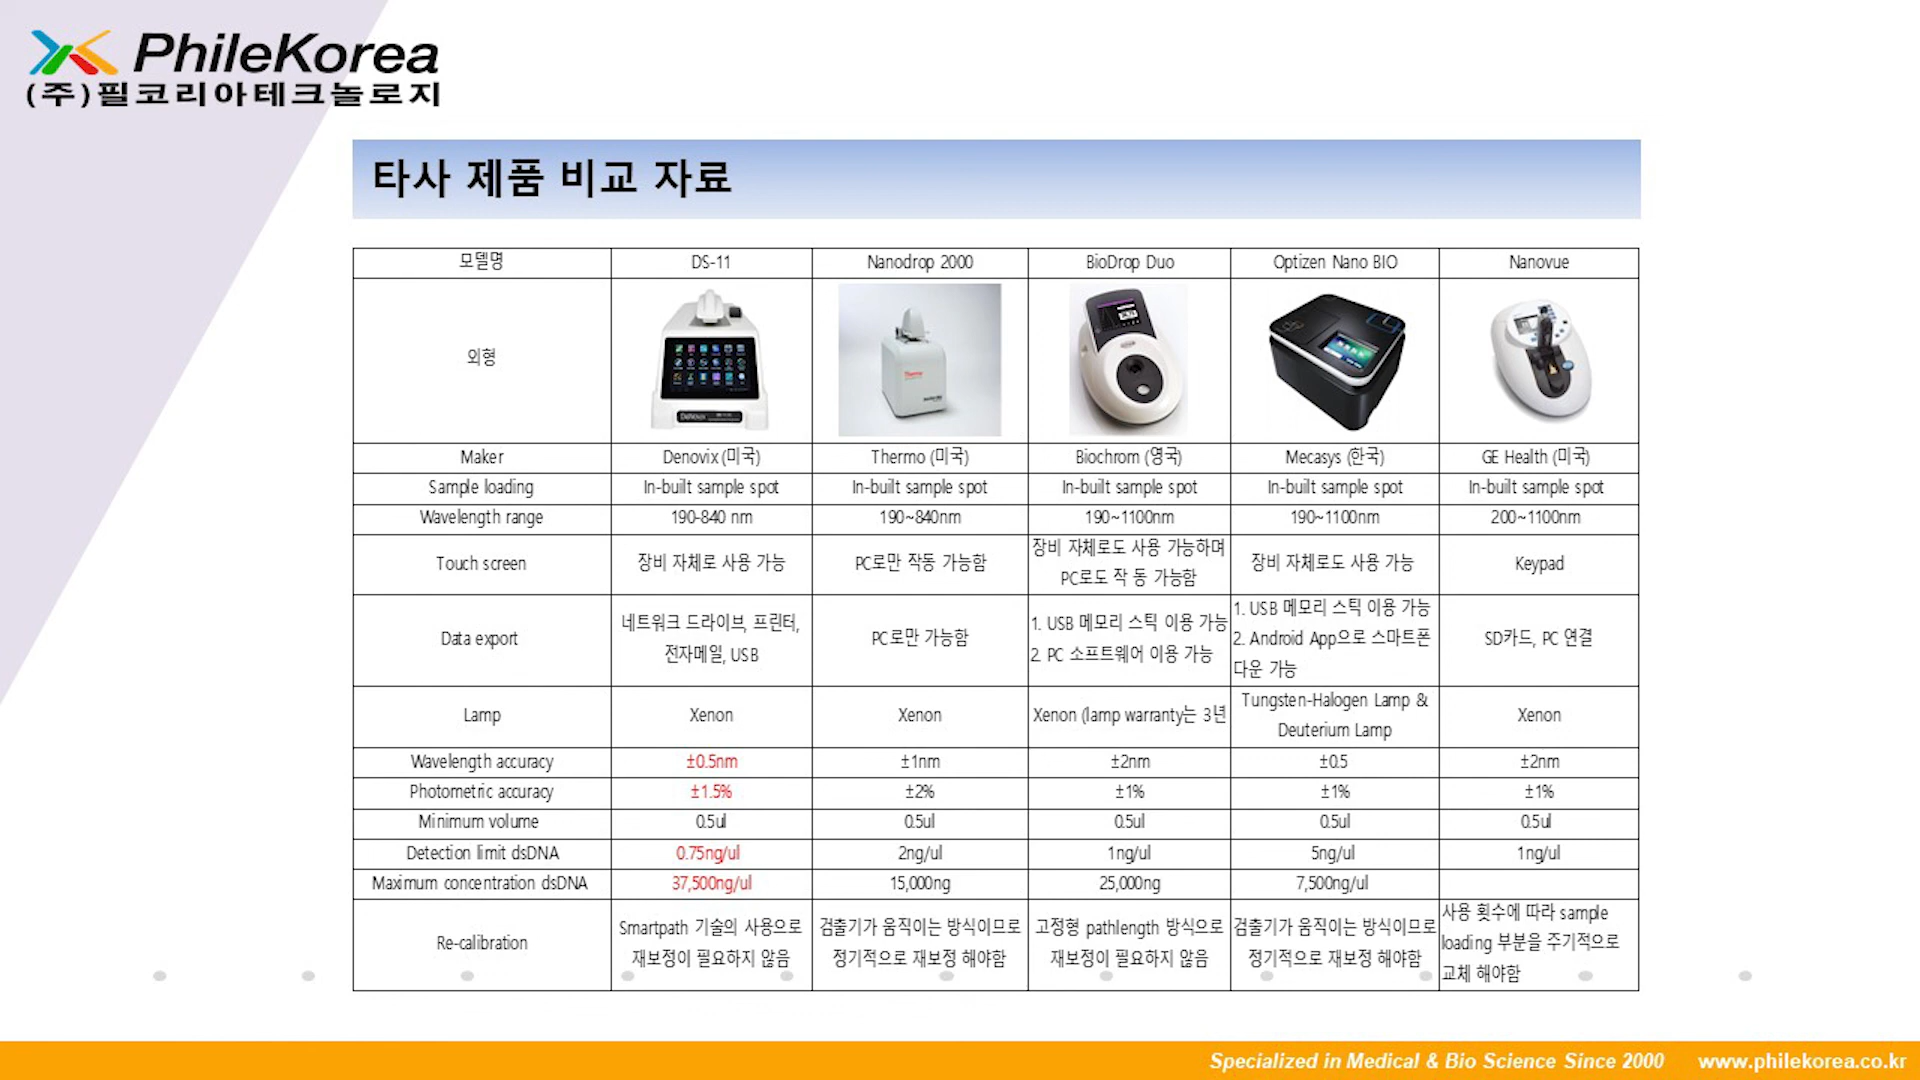 PhileKorea
(주)필코리아테크놀로지
타사 제품 비교 자료
모델명 DS-11 Nanodrop 2000 BioDrop Duo Optizen Nano BIO Nanovue
외형
Maker Denovix (미국) Thermo (미국) Biochrom (영국) Mecasys (한국) GE Health (미국)
Sample loading In-built sample spot In-built sample spot In-built sample spot In-built sample spot In-built sample spot
Wavelength range 190-840 nm 190~840nm 190~1100nm 190~1100nm 200~1100nm
Touch screen
장비 자체로 사용 가능
PC로만 작동 가능함
장비 자체로도 사용 가능하며
PC로도 작 동 가능함
장비 자체로도 사용 가능
Keypad
Data export
네트워크 드라이브, 프린터,
전자메일, USB
PC로만 가능함
1. USB 메모리 스틱 이용 가능
2. PC 소프트웨어 이용 가능
1. USB 메모리 스틱 이용 가능
2. Android App으로 스마트폰
다운 가능
SD카드, PC 연결
Lamp
Xenon
Xenon
Xenon (lamp warranty는 3년
Tungsten-Halogen Lamp &
Deuterium Lamp
Xenon
Wavelength accuracy ±0.5nm ±1nm ±2nm ±0.5 ±2nm
Photometric accuracy ±1.5% ±2% ±1% ±1% ±1%
Minimum volume 0.5ul 0.5ul 0.5ul 0.5ul 0.5ul
Detection limit dsDNA 0.75ng/ul 2ng/ul 1ng/ul 5ng/ul 1ng/ul
Maximum concentration dsDNA 37,500ng/ul 15,000ng 25,000ng 7,500ng/ul
Re-calibration
Smartpath 기술의 사용으로
재보정이 필요하지 않음
검출기가 움직이는 방식이므로
정기적으로 재보정 해야함
고정형 pathlength 방식으로
재보정이 필요하지 않음
검출기가 움직이는 방식이므로
정기적으로 재보정 해야함
사용 횟수에 따라 sample
loading 부분을 주기적으로
교체 해야함
Specialized in Medical & Bio Science Since 2000 www.philekorea.co.kr